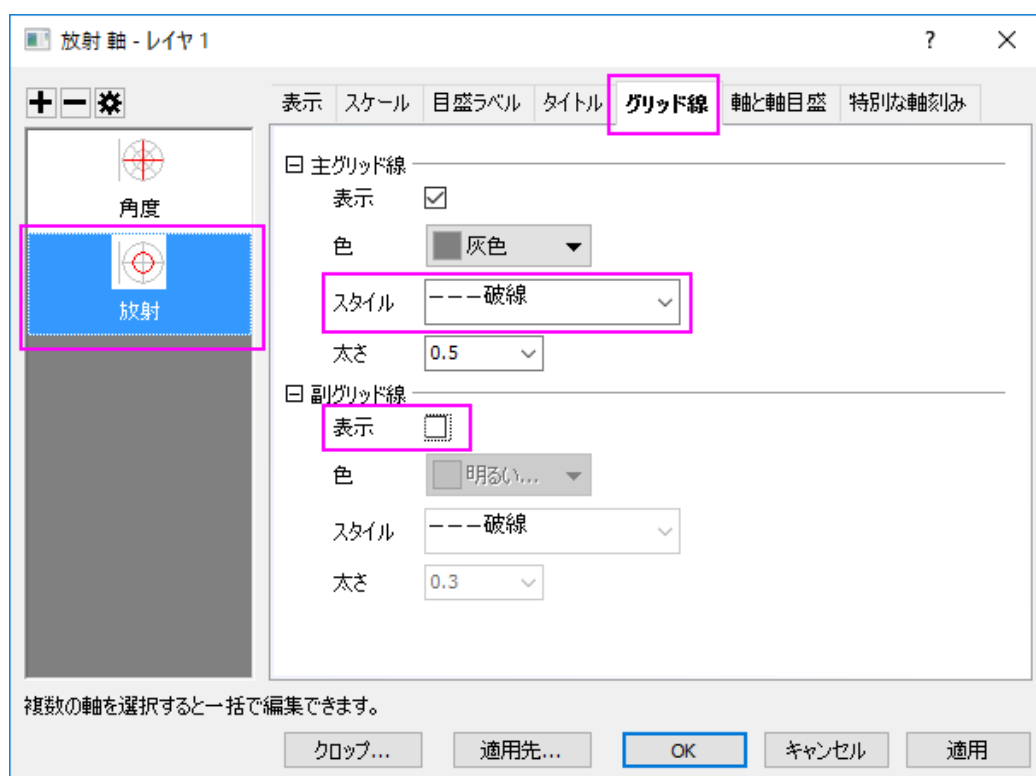 放射 軸 - レイヤ 1
?
表示 スケール 目盛ラベル タイトル グリッド線 軸と軸目盛 特別な軸刻み
角度
放射
主グリッド線
表示
色 灰色
スタイル ---破線
太さ 0.5
副グリッド線
表示
色 明るい...
スタイル ---破線
太さ 0.3
複数の軸を選択すると一括で編集できます。
クロップ... 適用先... OK キャンセル 適用